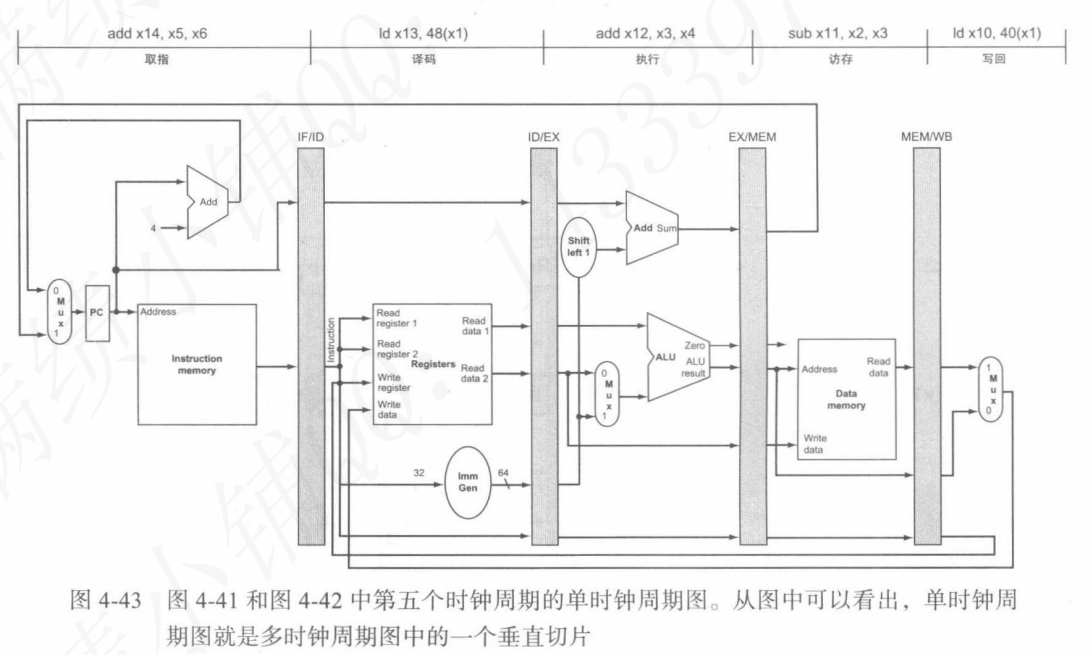 add x14, x5, x6
ld x13, 48(x1)
add x12, x3, x4
sub x11, x2, x3
ld x10, 40(x1)
取指
译码
执行
访存
写回
IF/ID
ID/EX
EX/MEM
MEM/WB
Add
4
Shift
left 1
Add Sum
0
M
u
x
1
PC
Address
Instruction
memory
Instruction
Read
register 1
Read
register 2
Write
register
Write
data
Registers
Read
data 1
Read
data 2
0
M
u
x
1
Zero
ALU
ALU
result
Address
Read
data
Data
memory
Write
data
1
M
u
x
0
32
Imm
Gen
64
图 4-43 图 4-41 和图 4-42 中第五个时钟周期的单时钟周期图。从图中可以看出，单时钟周
期图就是多时钟周期图中的一个垂直切片